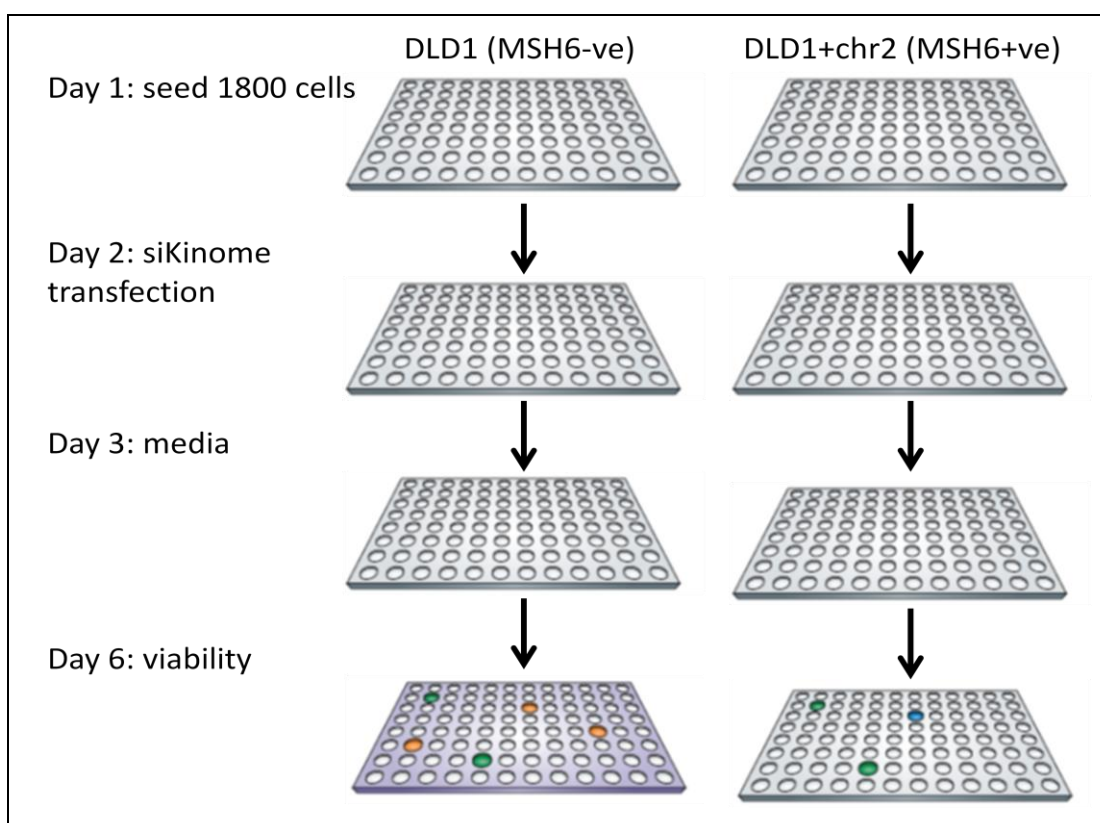 DLD1 (MSH6-ve)
DLD1+chr2 (MSH6+ve)
Day 1: seed 1800 cells
Day 2: siKinome
transfection
Day 3: media
Day 6: viability